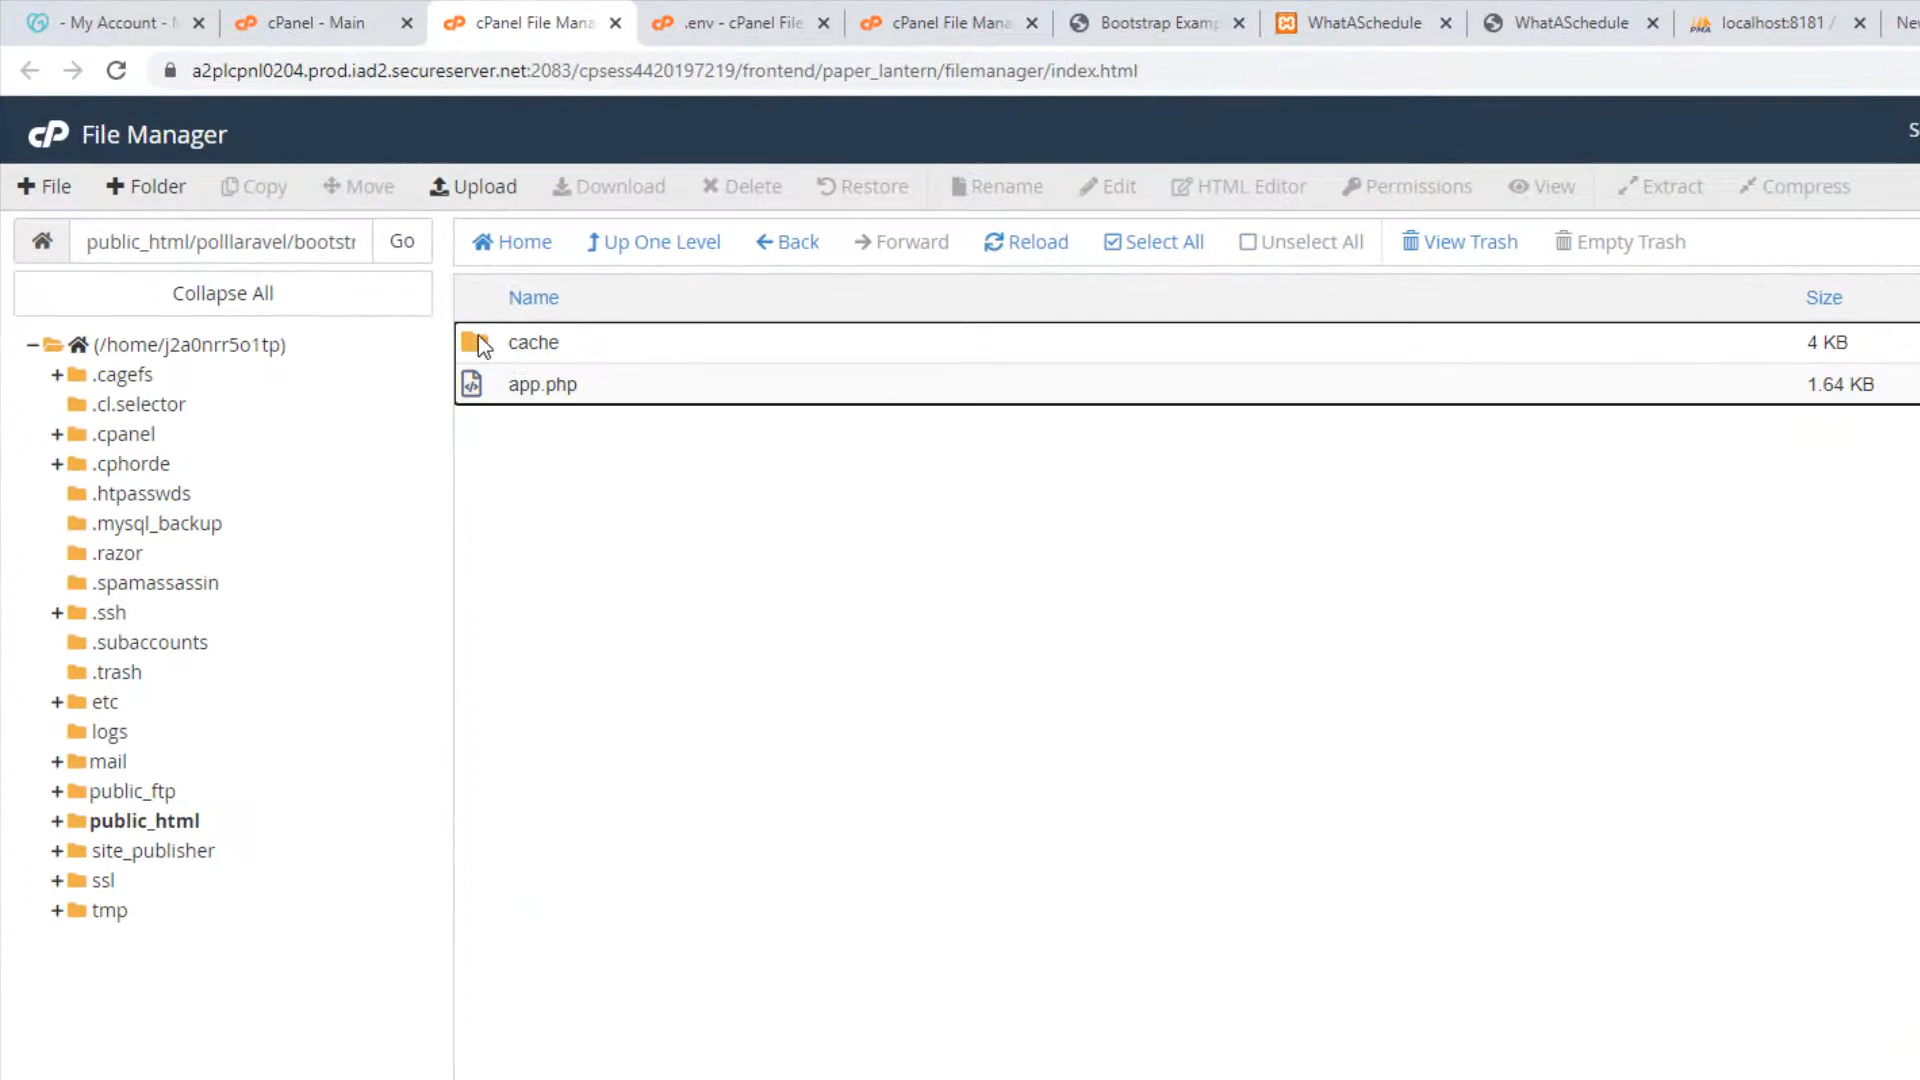 - My Account - 
cPanel - Main
cPanel File Mana
.env - cPanel File
cPanel File Mana
Bootstrap Examp
WhatASchedule
WhatASchedule
localhost:8181 /
Ne
a2plcpnl0204.prod.iad2.secureserver.net:2083/cpsess4420197219/frontend/paper_lantern/filemanager/index.html
cP File Manager
S
+ File
+ Folder
Copy
Move
Upload
Download
Delete
Restore
Rename
Edit
HTML Editor
Permissions
View
Extract
Compress
public_html/polllaravel/bootstr
Go
Home
Up One Level
Back
Forward
Reload
Select All
Unselect All
View Trash
Empty Trash
Collapse All
Name
Size
cache
4 KB
app.php
1.64 KB
(/home/j2a0nrr5o1tp)
.cagefs
.cl.selector
.cpanel
.cphorde
.htpasswds
.mysql_backup
.razor
.spamassassin
.ssh
.subaccounts
.trash
etc
logs
mail
public_ftp
public_html
site_publisher
ssl
tmp